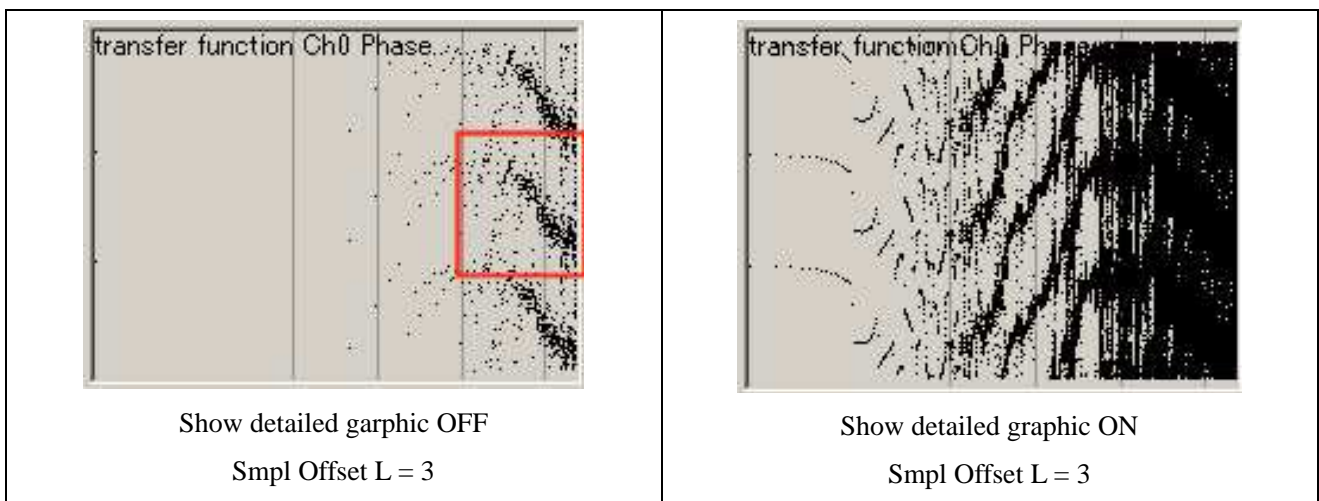 transfer function Ch0 Phase
Show detailed garphic OFF
Smpl Offset L = 3
transfer function Ch0 Phase
Show detailed graphic ON
Smpl Offset L = 3